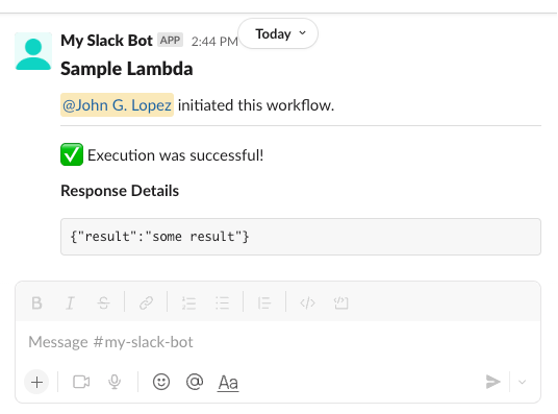 My Slack Bot APP 2:44 PM
Today
Sample Lambda
@John G. Lopez initiated this workflow.
Execution was successful!
Response Details
{"result":"some result"}
B I S
Message #my-slack-bot
+ @ Aa